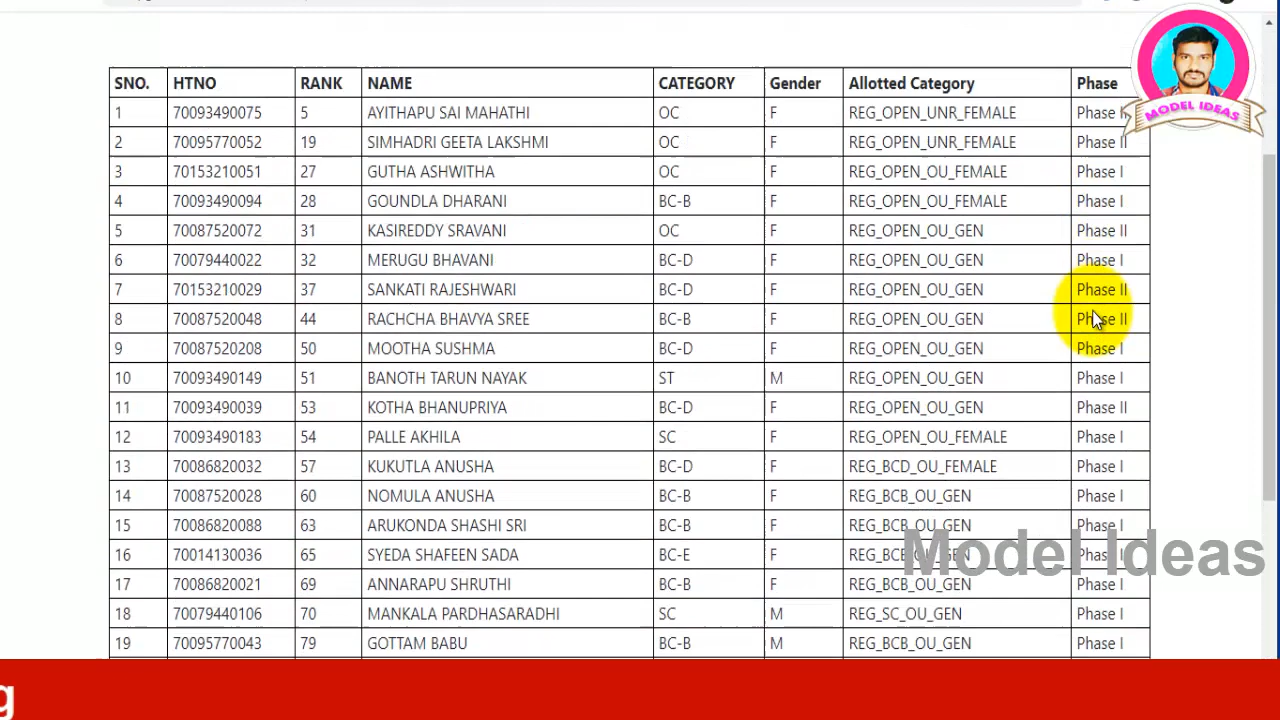 SNO. HTNO RANK NAME CATEGORY Gender Allotted Category Phase
1 70093490075 5 AYITHAPU SAI MAHATHI OC F REG_OPEN_UNR_FEMALE Phase
2 70095770052 19 SIMHADRI GEETA LAKSHMI OC F REG_OPEN_UNR_FEMALE Phase II
3 70153210051 27 GUTHA ASHWITHA OC F REG_OPEN_OU_FEMALE Phase I
4 70093490094 28 GOUNDLA DHARANI BC-B F REG_OPEN_OU_FEMALE Phase I
5 70087520072 31 KASIREDDY SRAVANI OC F REG_OPEN_OU_GEN Phase II
6 70079440022 32 MERUGU BHAVANI BC-D F REG_OPEN_OU_GEN Phase I
7 70153210029 37 SANKATI RAJESHWARI BC-D F REG_OPEN_OU_GEN Phase II
8 70087520048 44 RACHCHA BHAVYA SREE BC-B F REG_OPEN_OU_GEN Phase II
9 70087520208 50 MOOTHA SUSHMA BC-D F REG_OPEN_OU_GEN Phase I
10 70093490149 51 BANOTH TARUN NAYAK ST M REG_OPEN_OU_GEN Phase I
11 70093490039 53 KOTHA BHANUPRIYA BC-D F REG_OPEN_OU_GEN Phase II
12 70093490183 54 PALLE AKHILA SC F REG_OPEN_OU_FEMALE Phase I
13 70086820032 57 KUKUTLA ANUSHA BC-D F REG_BCD_OU_FEMALE Phase I
14 70087520028 60 NOMULA ANUSHA BC-B F REG_BCB_OU_GEN Phase I
15 70086820088 63 ARUKONDA SHASHI SRI BC-B F REG_BCB_OU_GEN Phase I
16 70014130036 65 SYEDA SHAFEEN SADA BC-E F REG_BCE_OU_GEN Phase I
17 70086820021 69 ANNARAPU SHRUTHI BC-B F REG_BCB_OU_GEN Phase I
18 70079440106 70 MANKALA PARDHASARADHI SC M REG_SC_OU_GEN Phase I
19 70095770043 79 GOTTAM BABU BC-B M REG_BCB_OU_GEN Phase I
MODEL IDEAS
Model Ideas
g